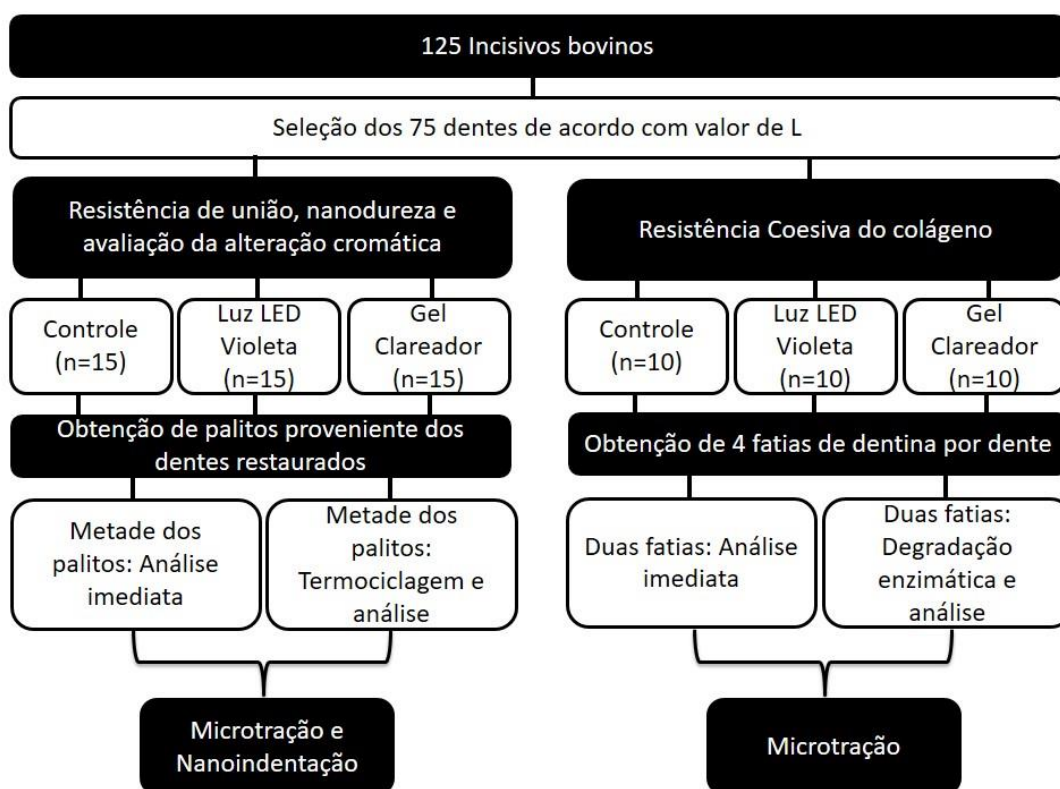 125 Incisivos bovinos
Seleção dos 75 dentes de acordo com valor de L
Resistência de união, nanodureza e
avaliação da alteração cromática
Resistência Coesiva do colágeno
Controle
(n=15)
Luz LED
Violeta
(n=15)
Gel
Clareador
(n=15)
Controle
(n=10)
Luz LED
Violeta
(n=10)
Gel
Clareador
(n=10)
Obtenção de palitos proveniente dos
dentes restaurados
Obtenção de 4 fatias de dentina por dente
Metade dos
palitos: Análise
imediata
Metade dos
palitos:
Termociclagem e
análise
Duas fatias: Análise
imediata
Duas fatias:
Degradação
enzimática e
análise
Microtração e
Nanoindentação
Microtração